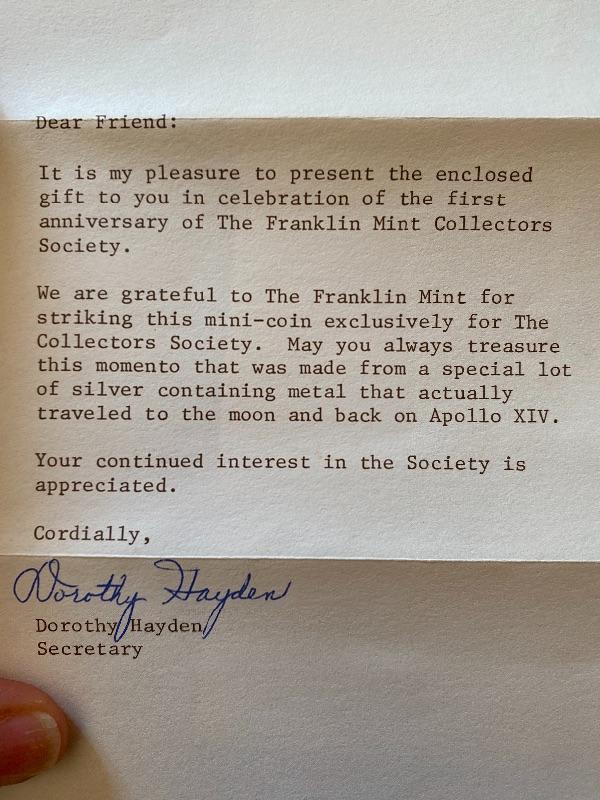 Dear Friend:
It is my pleasure to present the enclosed
gift to you in celebration of the first
anniversary of The Franklin Mint Collectors
Society.
We are grateful to The Franklin Mint for
striking this mini-coin exclusively for The
Collectors Society.  May you always treasure
this momento that was made from a special lot
of silver containing metal that actually
traveled to the moon and back on Apollo XIV.
Your continued interest in the Society is
appreciated.
Cordially,
Dorothy Hayden
Dorothy Hayden
Secretary